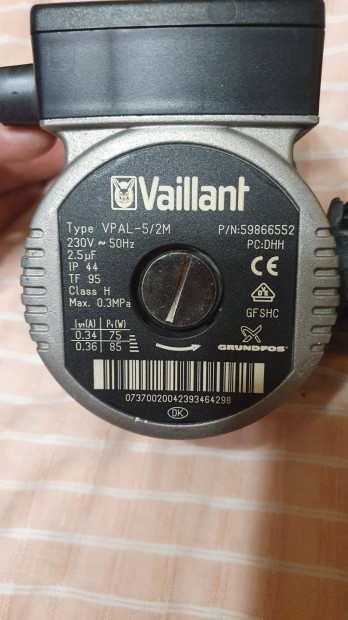 Vaillant
Type VPAL-5/2M P/N:59866552
230V ~ 50Hz PC:DHH
2.5µF
IP 44
TF 95 CE
Class H
Max. 0.3MPa GFSHC
I₁/₁(A) P₁(W)
0.34 75
0.36 85
GRUNDFOS
07370020042393464298
DK